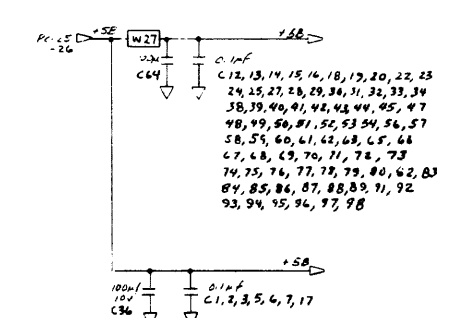 +5E
+5B
PC-25
-26
W27
C64
0.1µf
C12, 13, 14, 15, 16, 18, 19, 20, 22, 23
24, 25, 27, 28, 29, 30, 31, 32, 33, 34
38, 39, 40, 41, 42, 43, 44, 45, 47
48, 49, 50, 51, 52, 53 54, 56, 57
58, 59, 60, 61, 62, 63, 65, 66
67, 68, 69, 70, 71, 72, 73
74, 75, 76, 77, 78, 79, 80, 82, 83
84, 85, 86, 87, 88, 89, 91, 92
93, 94, 95, 96, 97, 98
+5B
100µf
10V
C36
0.1µf
C1, 2, 3, 5, 6, 7, 17